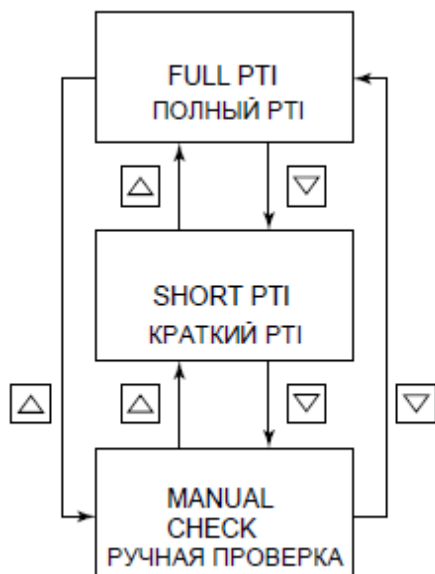 FULL PTI
ПОЛНЫЙ PTI
SHORT PTI
КРАТКИЙ PTI
MANUAL
CHECK
РУЧНАЯ ПРОВЕРКА